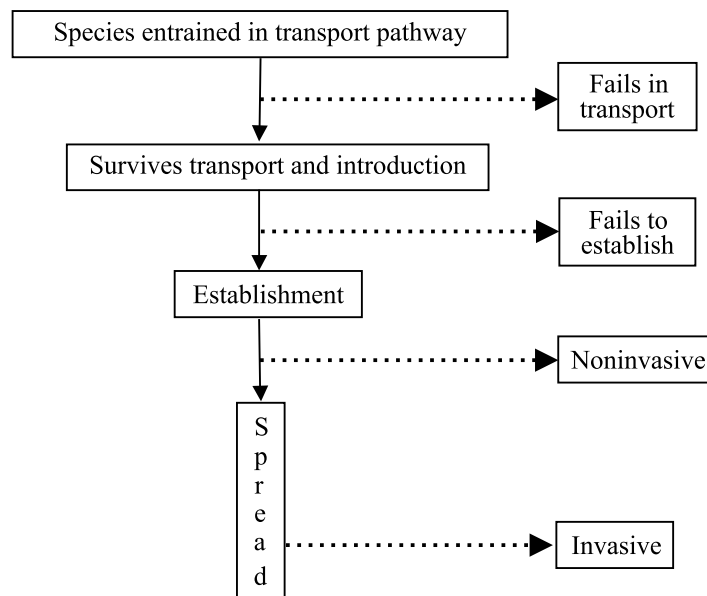 Species entrained in transport pathway
Fails in
transport
Survives transport and introduction
Fails to
establish
Establishment
Noninvasive
S
p
r
e
a
d
Invasive